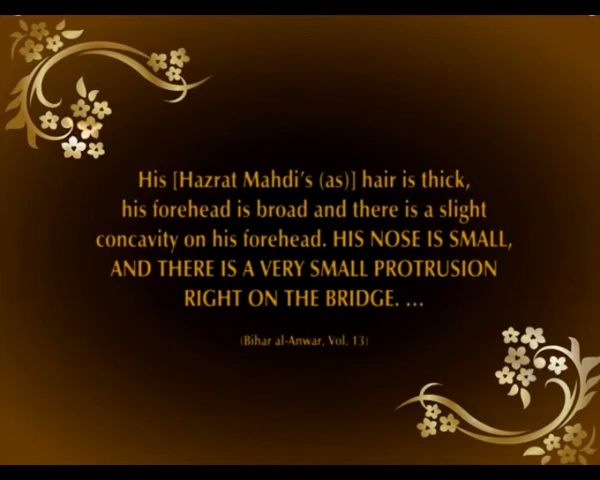 His [Hazrat Mahdi's (as)] hair is thick,
his forehead is broad and there is a slight
concavity on his forehead. HIS NOSE IS SMALL,
AND THERE IS A VERY SMALL PROTRUSION
RIGHT ON THE BRIDGE. ...
(Bihar al-Anwar, Vol. 13)